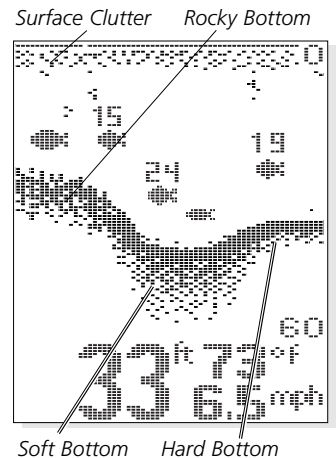 Surface Clutter Rocky Bottom
0
15
19
24
60
33 ft 73 °F
6.5 mph
Soft Bottom Hard Bottom